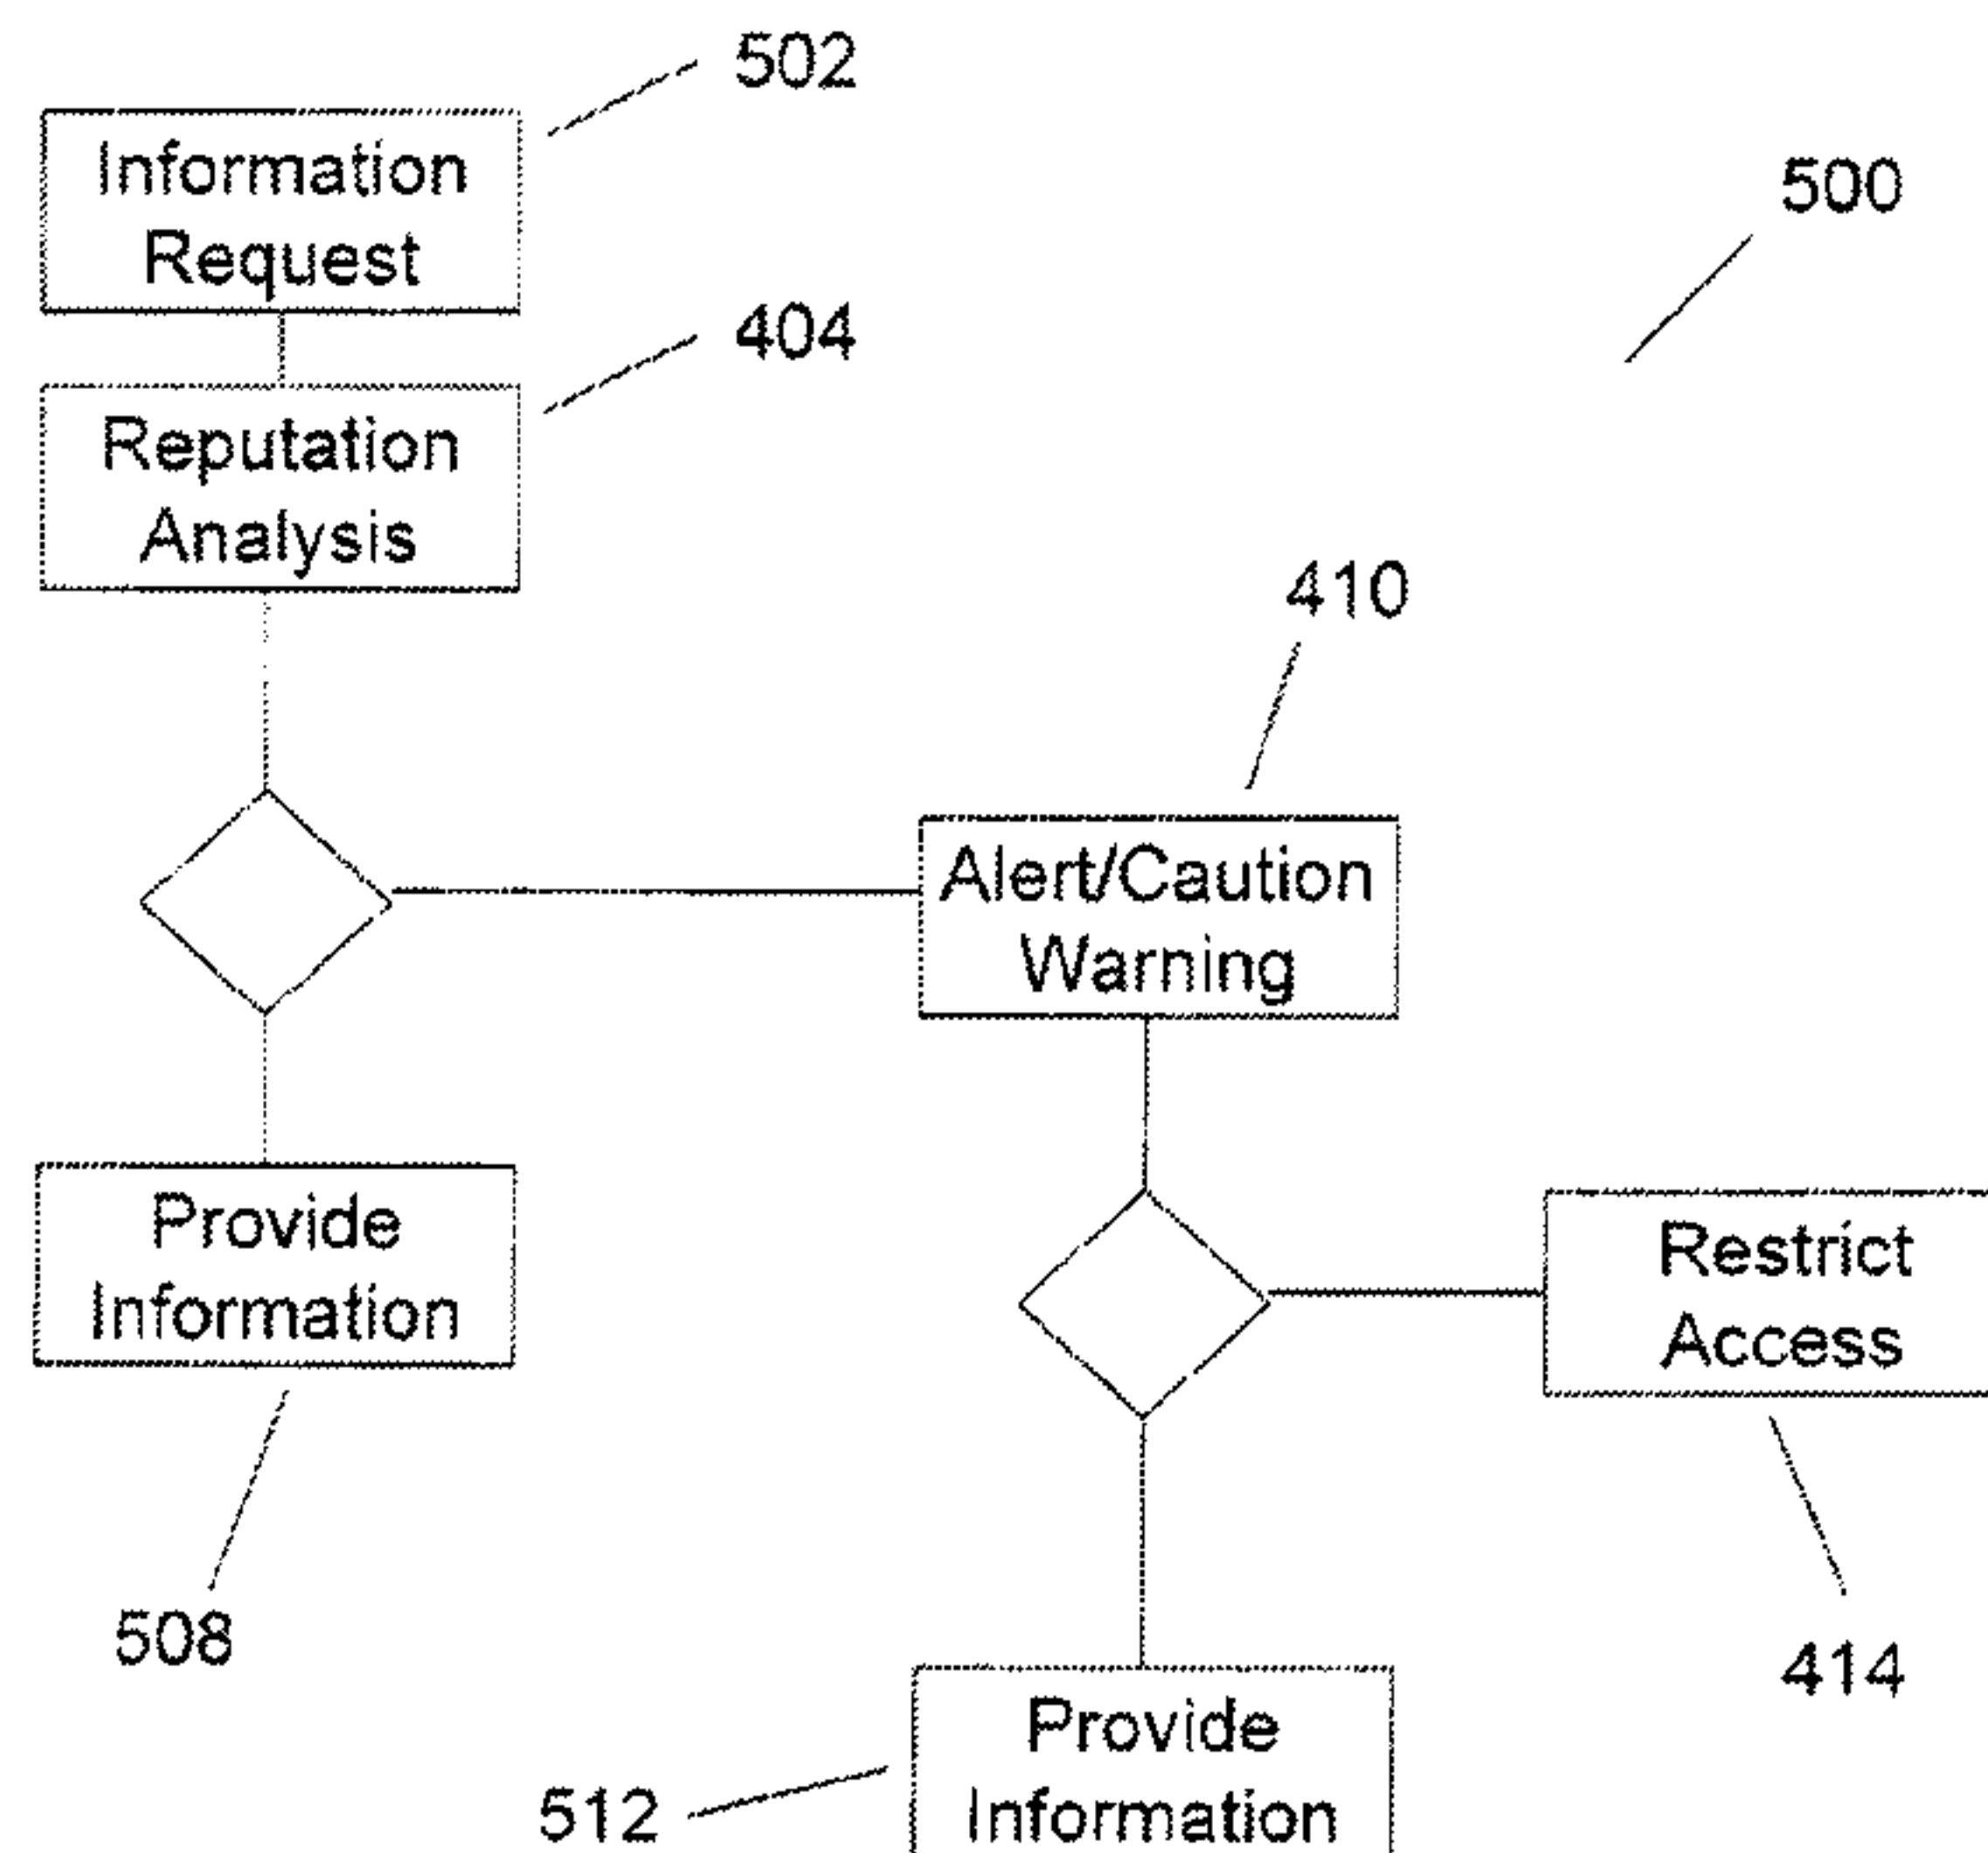 502
Information
Request
500
404
Reputation
Analysis
410
Alert/Caution
Warning
Provide
Information
Restrict
Access
508
414
Provide
Information
512